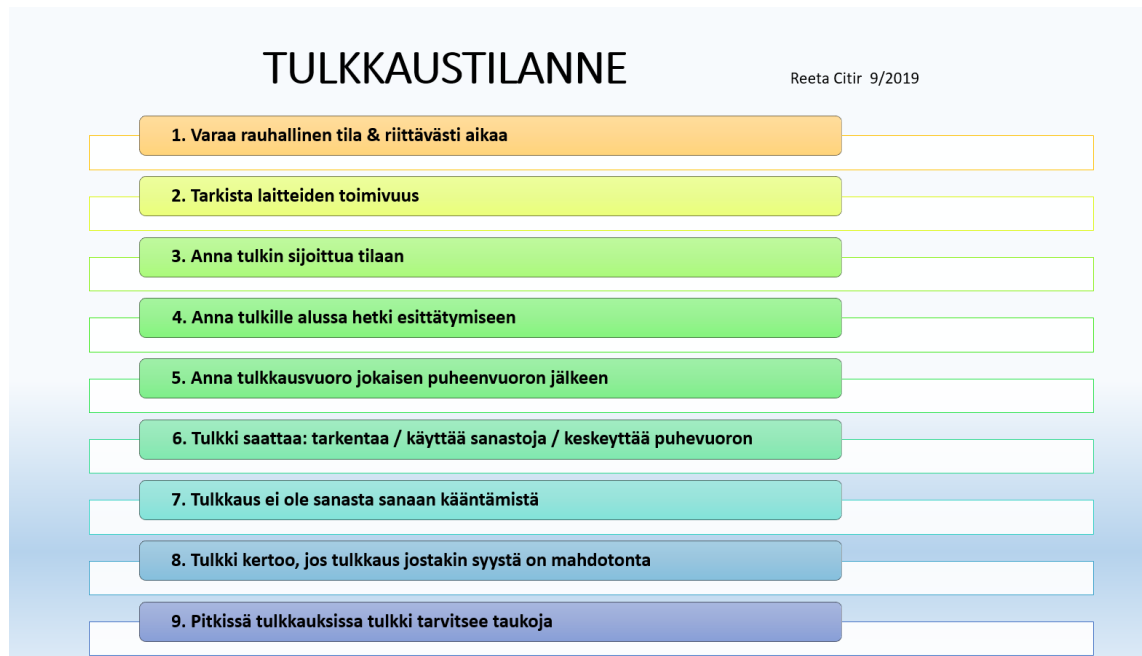 TULKKAUSTILANNE
Reeta Citir 9/2019
1. Varaa rauhallinen tila & riittävästi aikaa
2. Tarkista laitteiden toimivuus
3. Anna tulkin sijoittua tilaan
4. Anna tulkille alussa hetki esittätymiseen
5. Anna tulkkausvuoro jokaisen puheenvuoron jälkeen
6. Tulkki saattaa: tarkentaa / käyttää sanastoja / keskeyttää puhevuoron
7. Tulkkaus ei ole sanasta sanaan kääntämistä
8. Tulkki kertoo, jos tulkkaus jostakin syystä on mahdotonta
9. Pitkissä tulkkauksissa tulkki tarvitsee taukoja